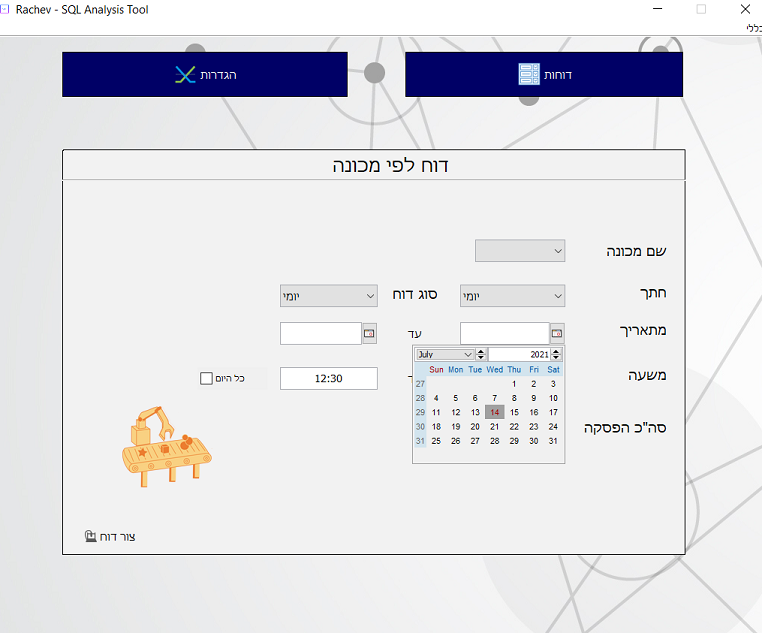 Rachev - SQL Analysis Tool
כללי
דוחות
הגדרות
דוח לפי מכונה
שם מכונה
חתך
יומי
סוג דוח
יומי
מתאריך
עד
July 2021
Sun Mon Tue Wed Thu Fri Sat
27 1 2 3
28 4 5 6 7 8 9 10
29 11 12 13 14 15 16 17
30 18 19 20 21 22 23 24
31 25 26 27 28 29 30 31
משעה
12:30
כל היום
סה"כ הפסקה
צור דוח